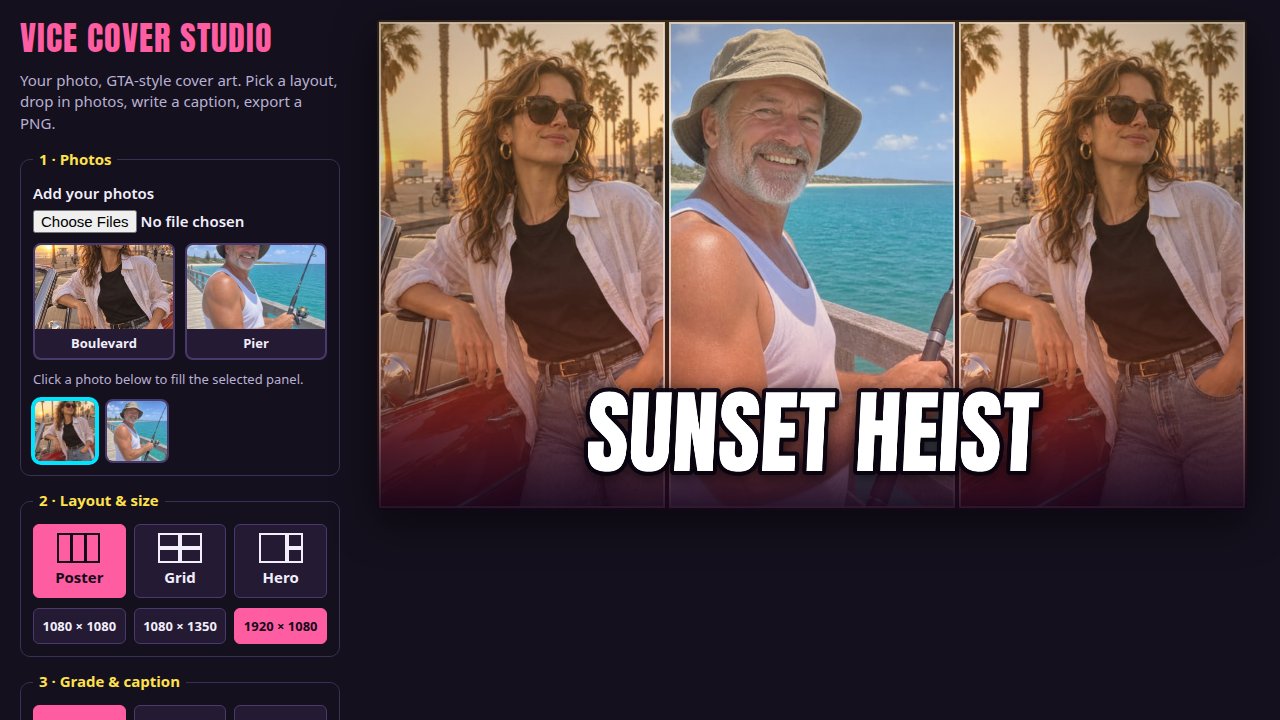 VICE COVER STUDIO
Your photo, GTA-style cover art. Pick a layout,
drop in photos, write a caption, export a
PNG.
1 · Photos
Add your photos
Choose Files No file chosen
Boulevard
Pier
Click a photo below to fill the selected panel.
2 · Layout & size
Poster
Grid
Hero
1080 × 1080
1080 × 1350
1920 × 1080
3 · Grade & caption
SUNSET HEIST